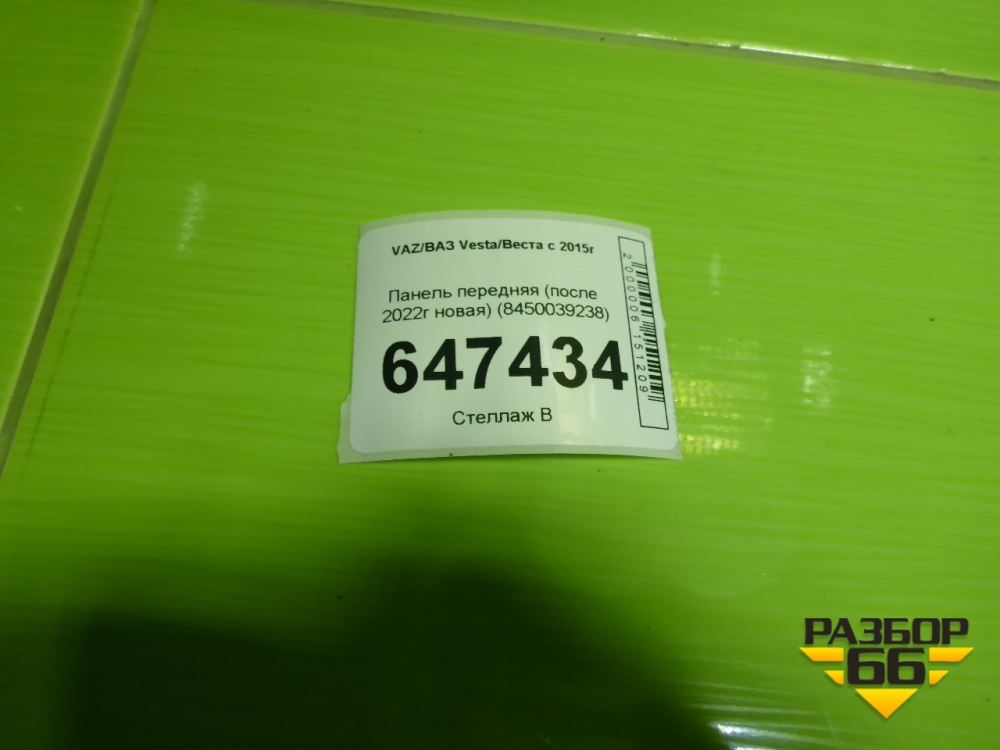 VAZ/ВАЗ Vesta/Веста с 2015г
Панель передняя (после
2022г новая) (8450039238)
647434
Стеллаж В
2000006151209
РАЗБОР
66